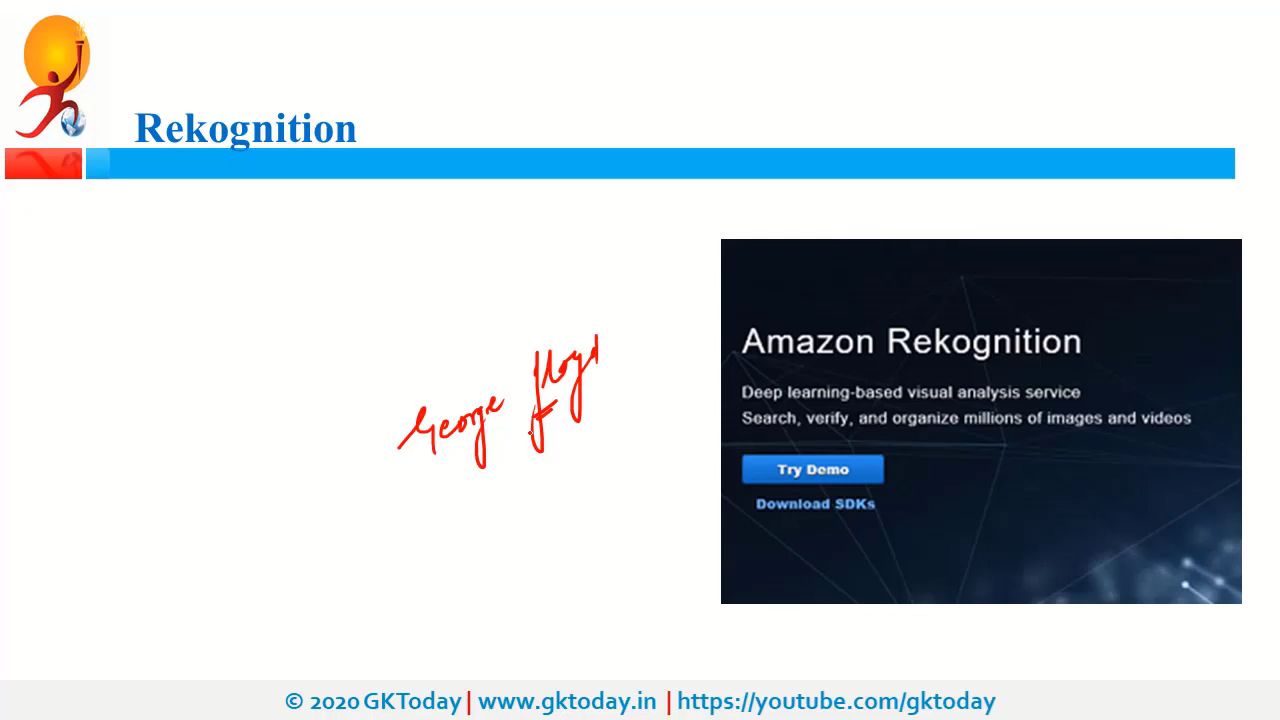 Rekognition
George Floyd
Amazon Rekognition
Deep learning-based visual analysis service
Search, verify, and organize millions of images and videos
Try Demo
Download SDKs
© 2020 GKToday | www.gktoday.in | https://youtube.com/gktoday